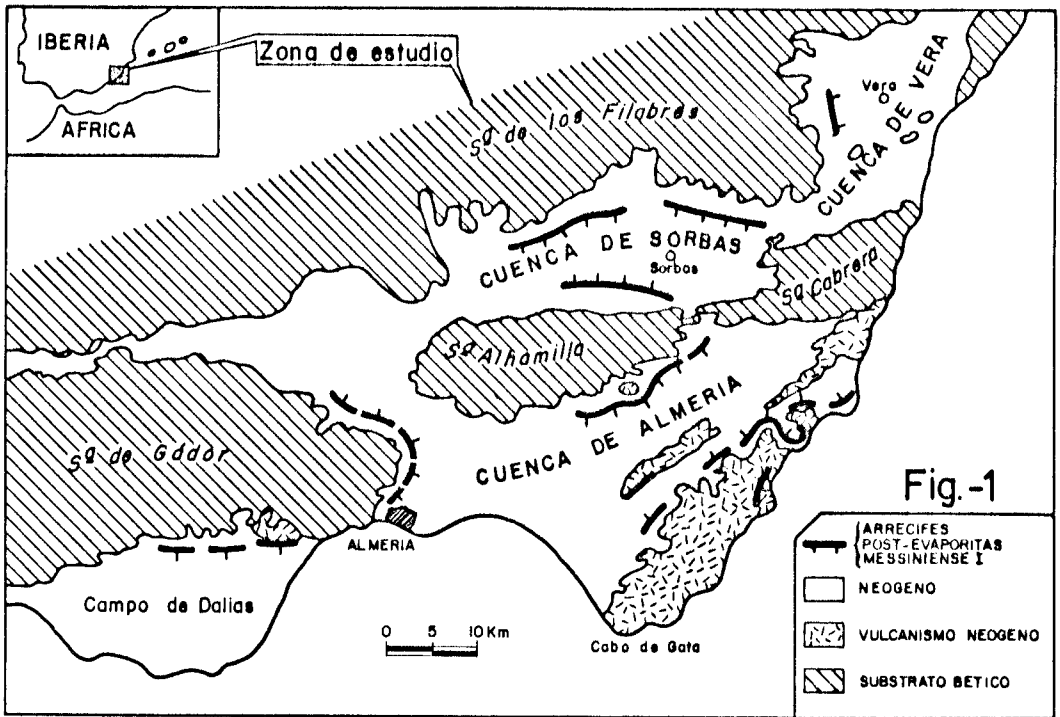 IBERIA
AFRICA
Zona de estudio
Sª de los Filabres
Vera
CUENCA DE VERA
CUENCA DE SORBAS
Sorbas
Sª Cabrera
Sª Alhamilla
CUENCA DE ALMERIA
Sª de Gádor
ALMERIA
Campo de Dalias
0 5 10 Km
Cabo de Gata
Fig.-1
ARRECIFES
POST-EVAPORITAS
MESSINIENSE I
NEOGENO
VULCANISMO NEOGENO
SUBSTRATO BETICO